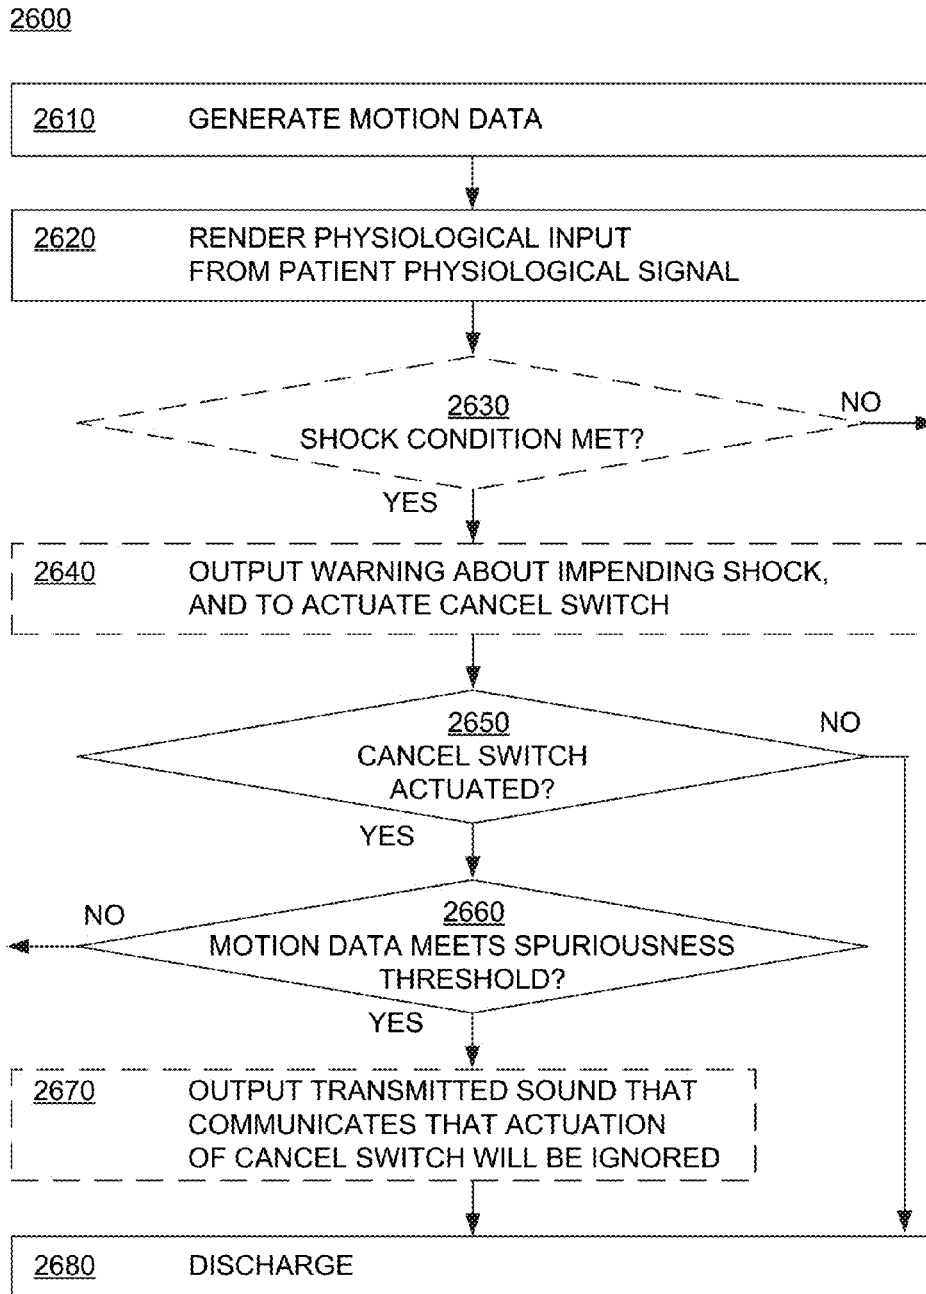 2600
2610 GENERATE MOTION DATA
2620 RENDER PHYSIOLOGICAL INPUT
FROM PATIENT PHYSIOLOGICAL SIGNAL
2630
SHOCK CONDITION MET?
NO
YES
2640 OUTPUT WARNING ABOUT IMPENDING SHOCK,
AND TO ACTUATE CANCEL SWITCH
2650
CANCEL SWITCH
ACTUATED?
NO
YES
2660
MOTION DATA MEETS SPURIOUSNESS
THRESHOLD?
NO
YES
2670 OUTPUT TRANSMITTED SOUND THAT
COMMUNICATES THAT ACTUATION
OF CANCEL SWITCH WILL BE IGNORED
2680 DISCHARGE